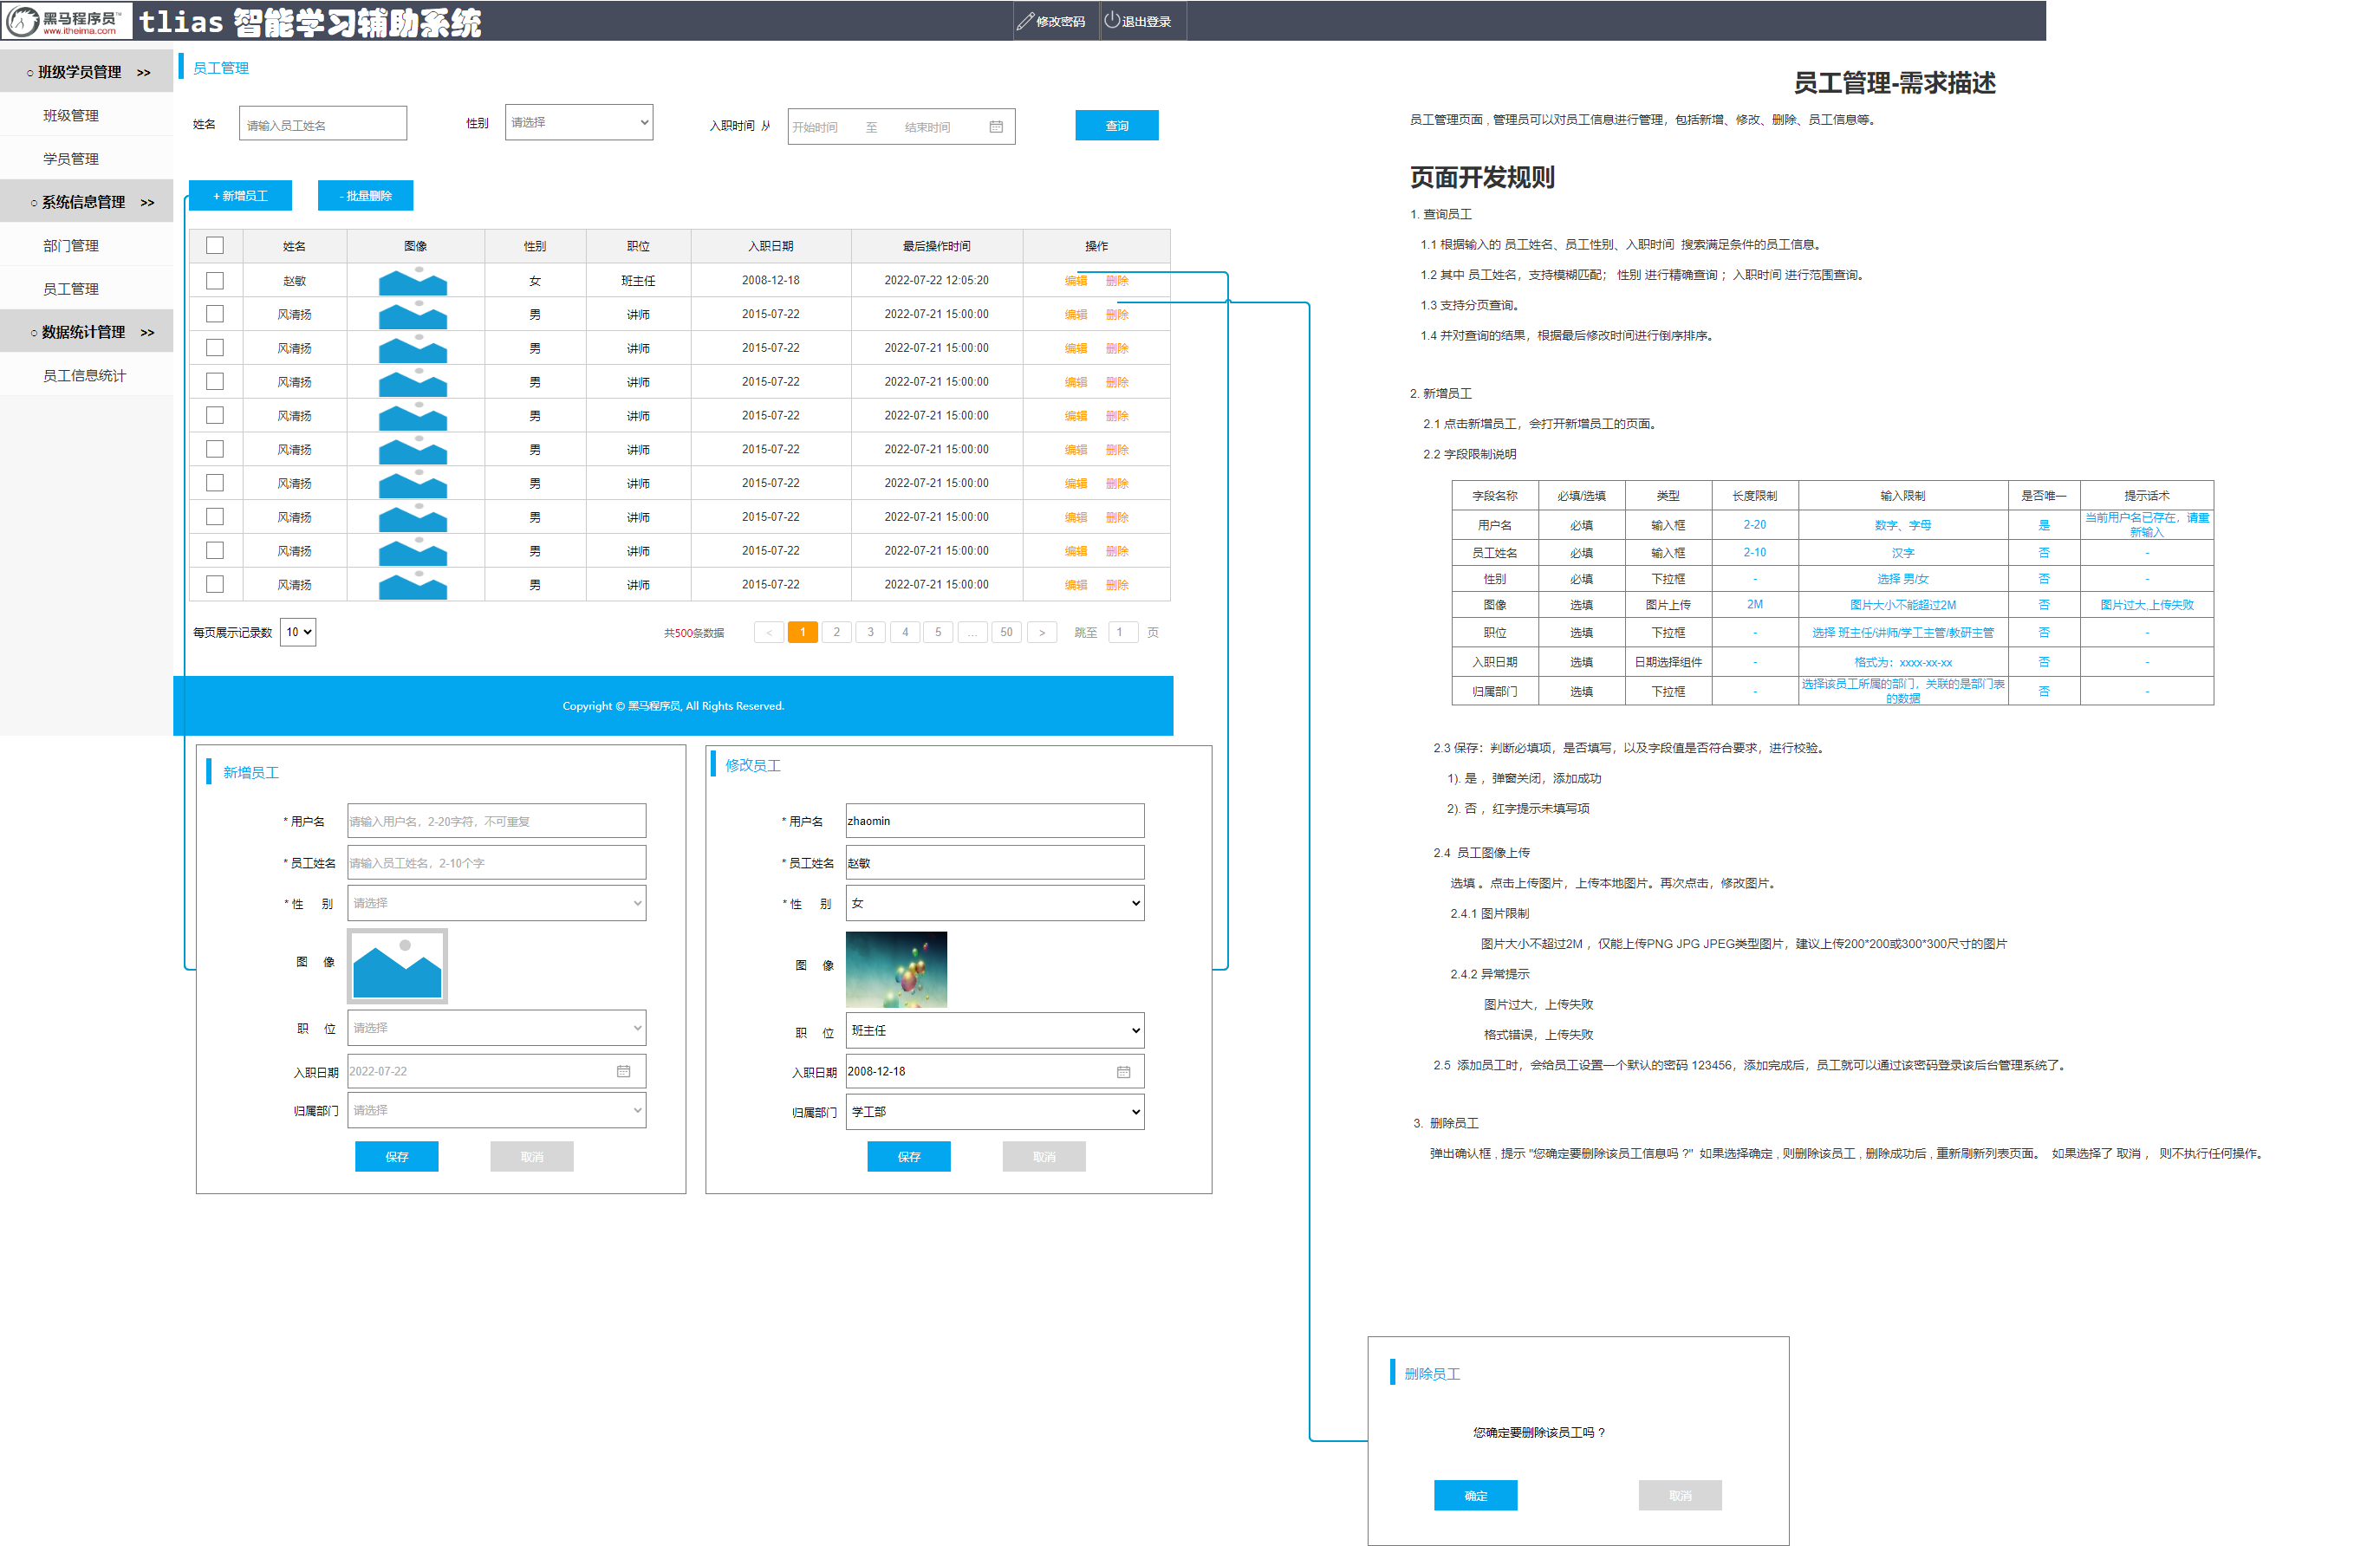 黑马程序员™
www.itheima.com
tlias 智能学习辅助系统
修改密码
退出登录
○ 班级学员管理 >>
班级管理
学员管理
○ 系统信息管理 >>
部门管理
员工管理
○ 数据统计管理 >>
员工信息统计
员工管理
姓名 请输入员工姓名 性别 请选择 入职时间 从 开始时间 至 结束时间 查询
+ 新增员工 - 批量删除
姓名 图像 性别 职位 入职日期 最后操作时间 操作
赵敏 女 班主任 2008-12-18 2022-07-22 12:05:20 编辑 删除
风清扬 男 讲师 2015-07-22 2022-07-21 15:00:00 编辑 删除
风清扬 男 讲师 2015-07-22 2022-07-21 15:00:00 编辑 删除
风清扬 男 讲师 2015-07-22 2022-07-21 15:00:00 编辑 删除
风清扬 男 讲师 2015-07-22 2022-07-21 15:00:00 编辑 删除
风清扬 男 讲师 2015-07-22 2022-07-21 15:00:00 编辑 删除
风清扬 男 讲师 2015-07-22 2022-07-21 15:00:00 编辑 删除
风清扬 男 讲师 2015-07-22 2022-07-21 15:00:00 编辑 删除
风清扬 男 讲师 2015-07-22 2022-07-21 15:00:00 编辑 删除
风清扬 男 讲师 2015-07-22 2022-07-21 15:00:00 编辑 删除
每页展示记录数 10 共500条数据 < 1 2 3 4 5 ... 50 > 跳至 1 页
Copyright © 黑马程序员, All Rights Reserved.
新增员工
* 用户名 请输入用户名，2-20字符，不可重复
* 员工姓名 请输入员工姓名，2-10个字
* 性 别 请选择
图 像
职 位 请选择
入职日期 2022-07-22
归属部门 请选择
保存 取消
修改员工
* 用户名 zhaomin
* 员工姓名 赵敏
* 性 别 女
图 像
职 位 班主任
入职日期 2008-12-18
归属部门 学工部
保存 取消
员工管理-需求描述
员工管理页面 , 管理员可以对员工信息进行管理，包括新增、修改、删除、员工信息等。
页面开发规则
1. 查询员工
1.1 根据输入的 员工姓名、员工性别、入职时间 搜索满足条件的员工信息。
1.2 其中 员工姓名，支持模糊匹配； 性别 进行精确查询 ；入职时间 进行范围查询。
1.3 支持分页查询。
1.4 并对查询的结果，根据最后修改时间进行倒序排序。
2. 新增员工
2.1 点击新增员工，会打开新增员工的页面。
2.2 字段限制说明
字段名称 必填/选填 类型 长度限制 输入限制 是否唯一 提示话术
用户名 必填 输入框 2-20 数字、字母 是 当前用户名已存在，请重
新输入
员工姓名 必填 输入框 2-10 汉字 否 -
性别 必填 下拉框 - 选择 男/女 否 -
图像 选填 图片上传 2M 图片大小不能超过2M 否 图片过大,上传失败
职位 选填 下拉框 - 选择 班主任/讲师/学工主管/教研主管 否 -
入职日期 选填 日期选择组件 - 格式为：xxxx-xx-xx 否 -
归属部门 选填 下拉框 - 选择该员工所属的部门，关联的是部门表
的数据 否 -
2.3 保存：判断必填项，是否填写，以及字段值是否符合要求，进行校验。
1). 是 ，弹窗关闭，添加成功
2). 否 ，红字提示未填写项
2.4 员工图像上传
选填 。点击上传图片，上传本地图片。再次点击，修改图片。
2.4.1 图片限制
图片大小不超过2M ，仅能上传PNG JPG JPEG类型图片，建议上传200*200或300*300尺寸的图片
2.4.2 异常提示
图片过大，上传失败
格式错误，上传失败
2.5 添加员工时，会给员工设置一个默认的密码 123456，添加完成后，员工就可以通过该密码登录该后台管理系统了。
3. 删除员工
弹出确认框 , 提示 "您确定要删除该员工信息吗 ?" 如果选择确定 , 则删除该员工 , 删除成功后 , 重新刷新列表页面。 如果选择了 取消 ， 则不执行任何操作。
删除员工
您确定要删除该员工吗 ?
确定 取消